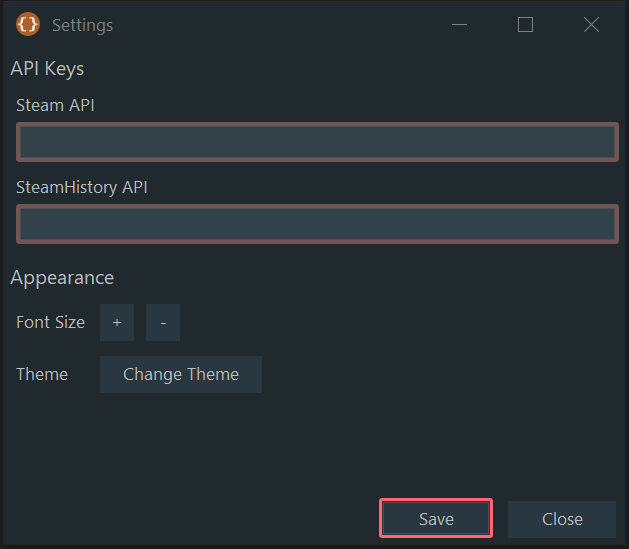 {} Settings
API Keys
Steam API
SteamHistory API
Appearance
Font Size + -
Theme Change Theme
Save Close